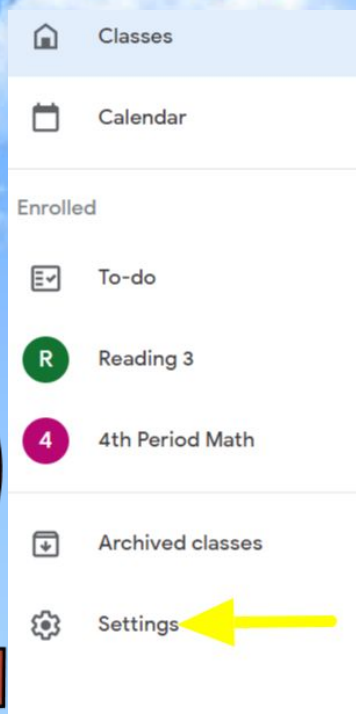 Classes
Calendar
Enrolled
To-do
R Reading 3
4 4th Period Math
Archived classes
Settings